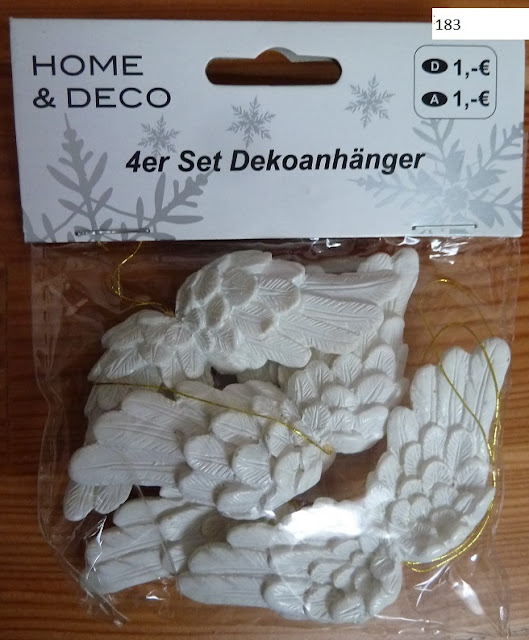 183
HOME
& DECO
D 1,-€
A 1,-€
4er Set Dekoanhänger